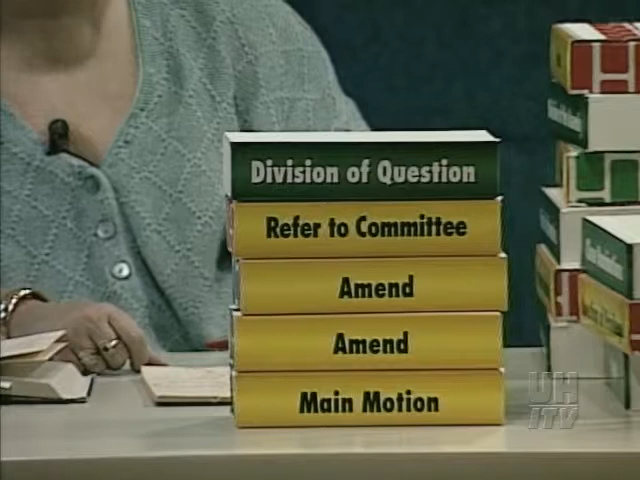 Division of Question
Refer to Committee
Amend
Amend
Main Motion
UH
ITV